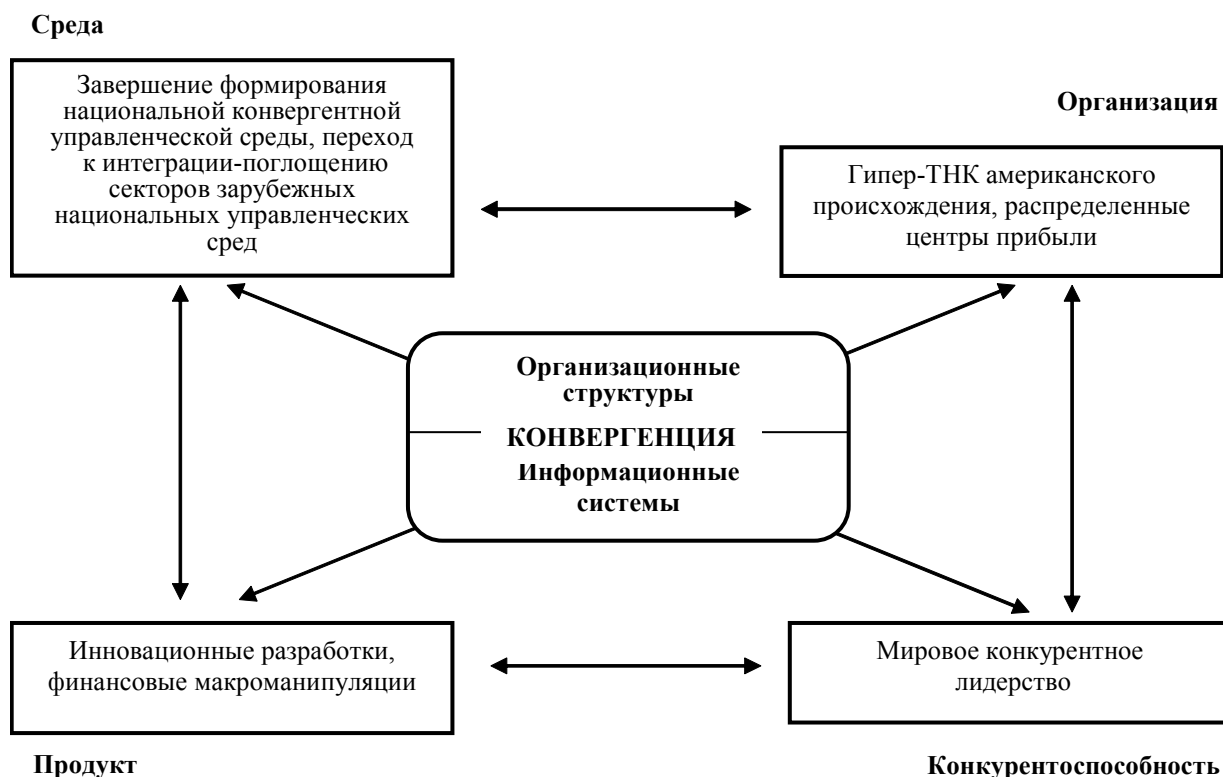 Среда
Завершение формирования
национальной конвергентной
управленческой среды, переход
к интеграции-поглощению
секторов зарубежных
национальных управленческих
сред
Организация
Гипер-ТНК американского
происхождения, распределенные
центры прибыли
Организационные
структуры
КОНВЕРГЕНЦИЯ
Информационные
системы
Инновационные разработки,
финансовые макроманипуляции
Продукт
Мировое конкурентное
лидерство
Конкурентоспособность